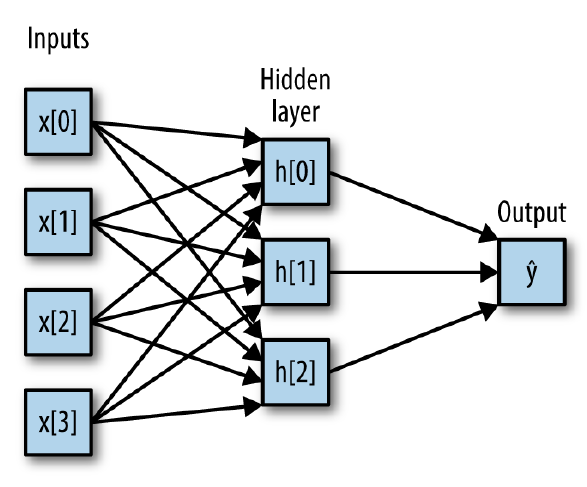 Inputs
x[0]
x[1]
x[2]
x[3]
Hidden
layer
h[0]
h[1]
h[2]
Output
ŷ